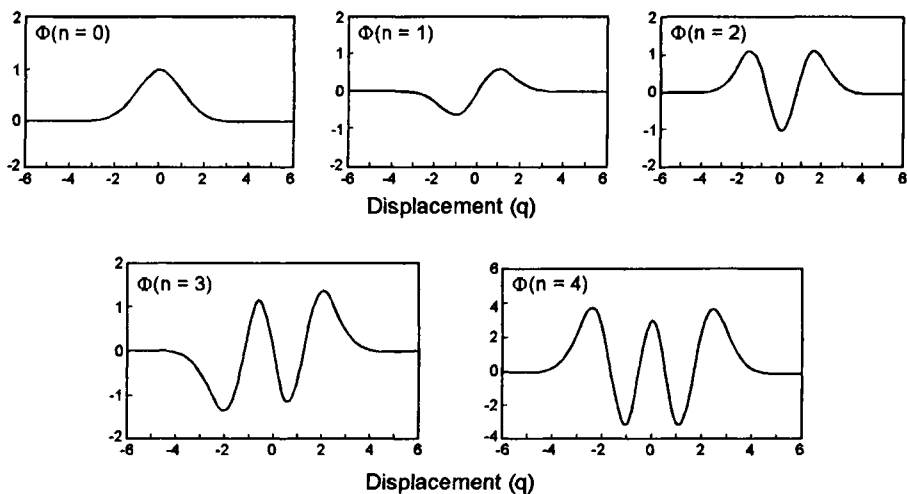 Φ(n = 0)
2
1
0
-2
-6 -4 -2 0 2 4 6
Φ(n = 1)
2
1
0
-1
-2
-6 -4 -2 0 2 4 6
Φ(n = 2)
2
1
0
-1
-2
-6 -4 -2 0 2 4 6
Displacement (q)
Φ(n = 3)
2
1
0
-1
-2
-6 -4 -2 0 2 4 6
Φ(n = 4)
6
4
2
0
-2
-4
-6 -4 -2 0 2 4 6
Displacement (q)